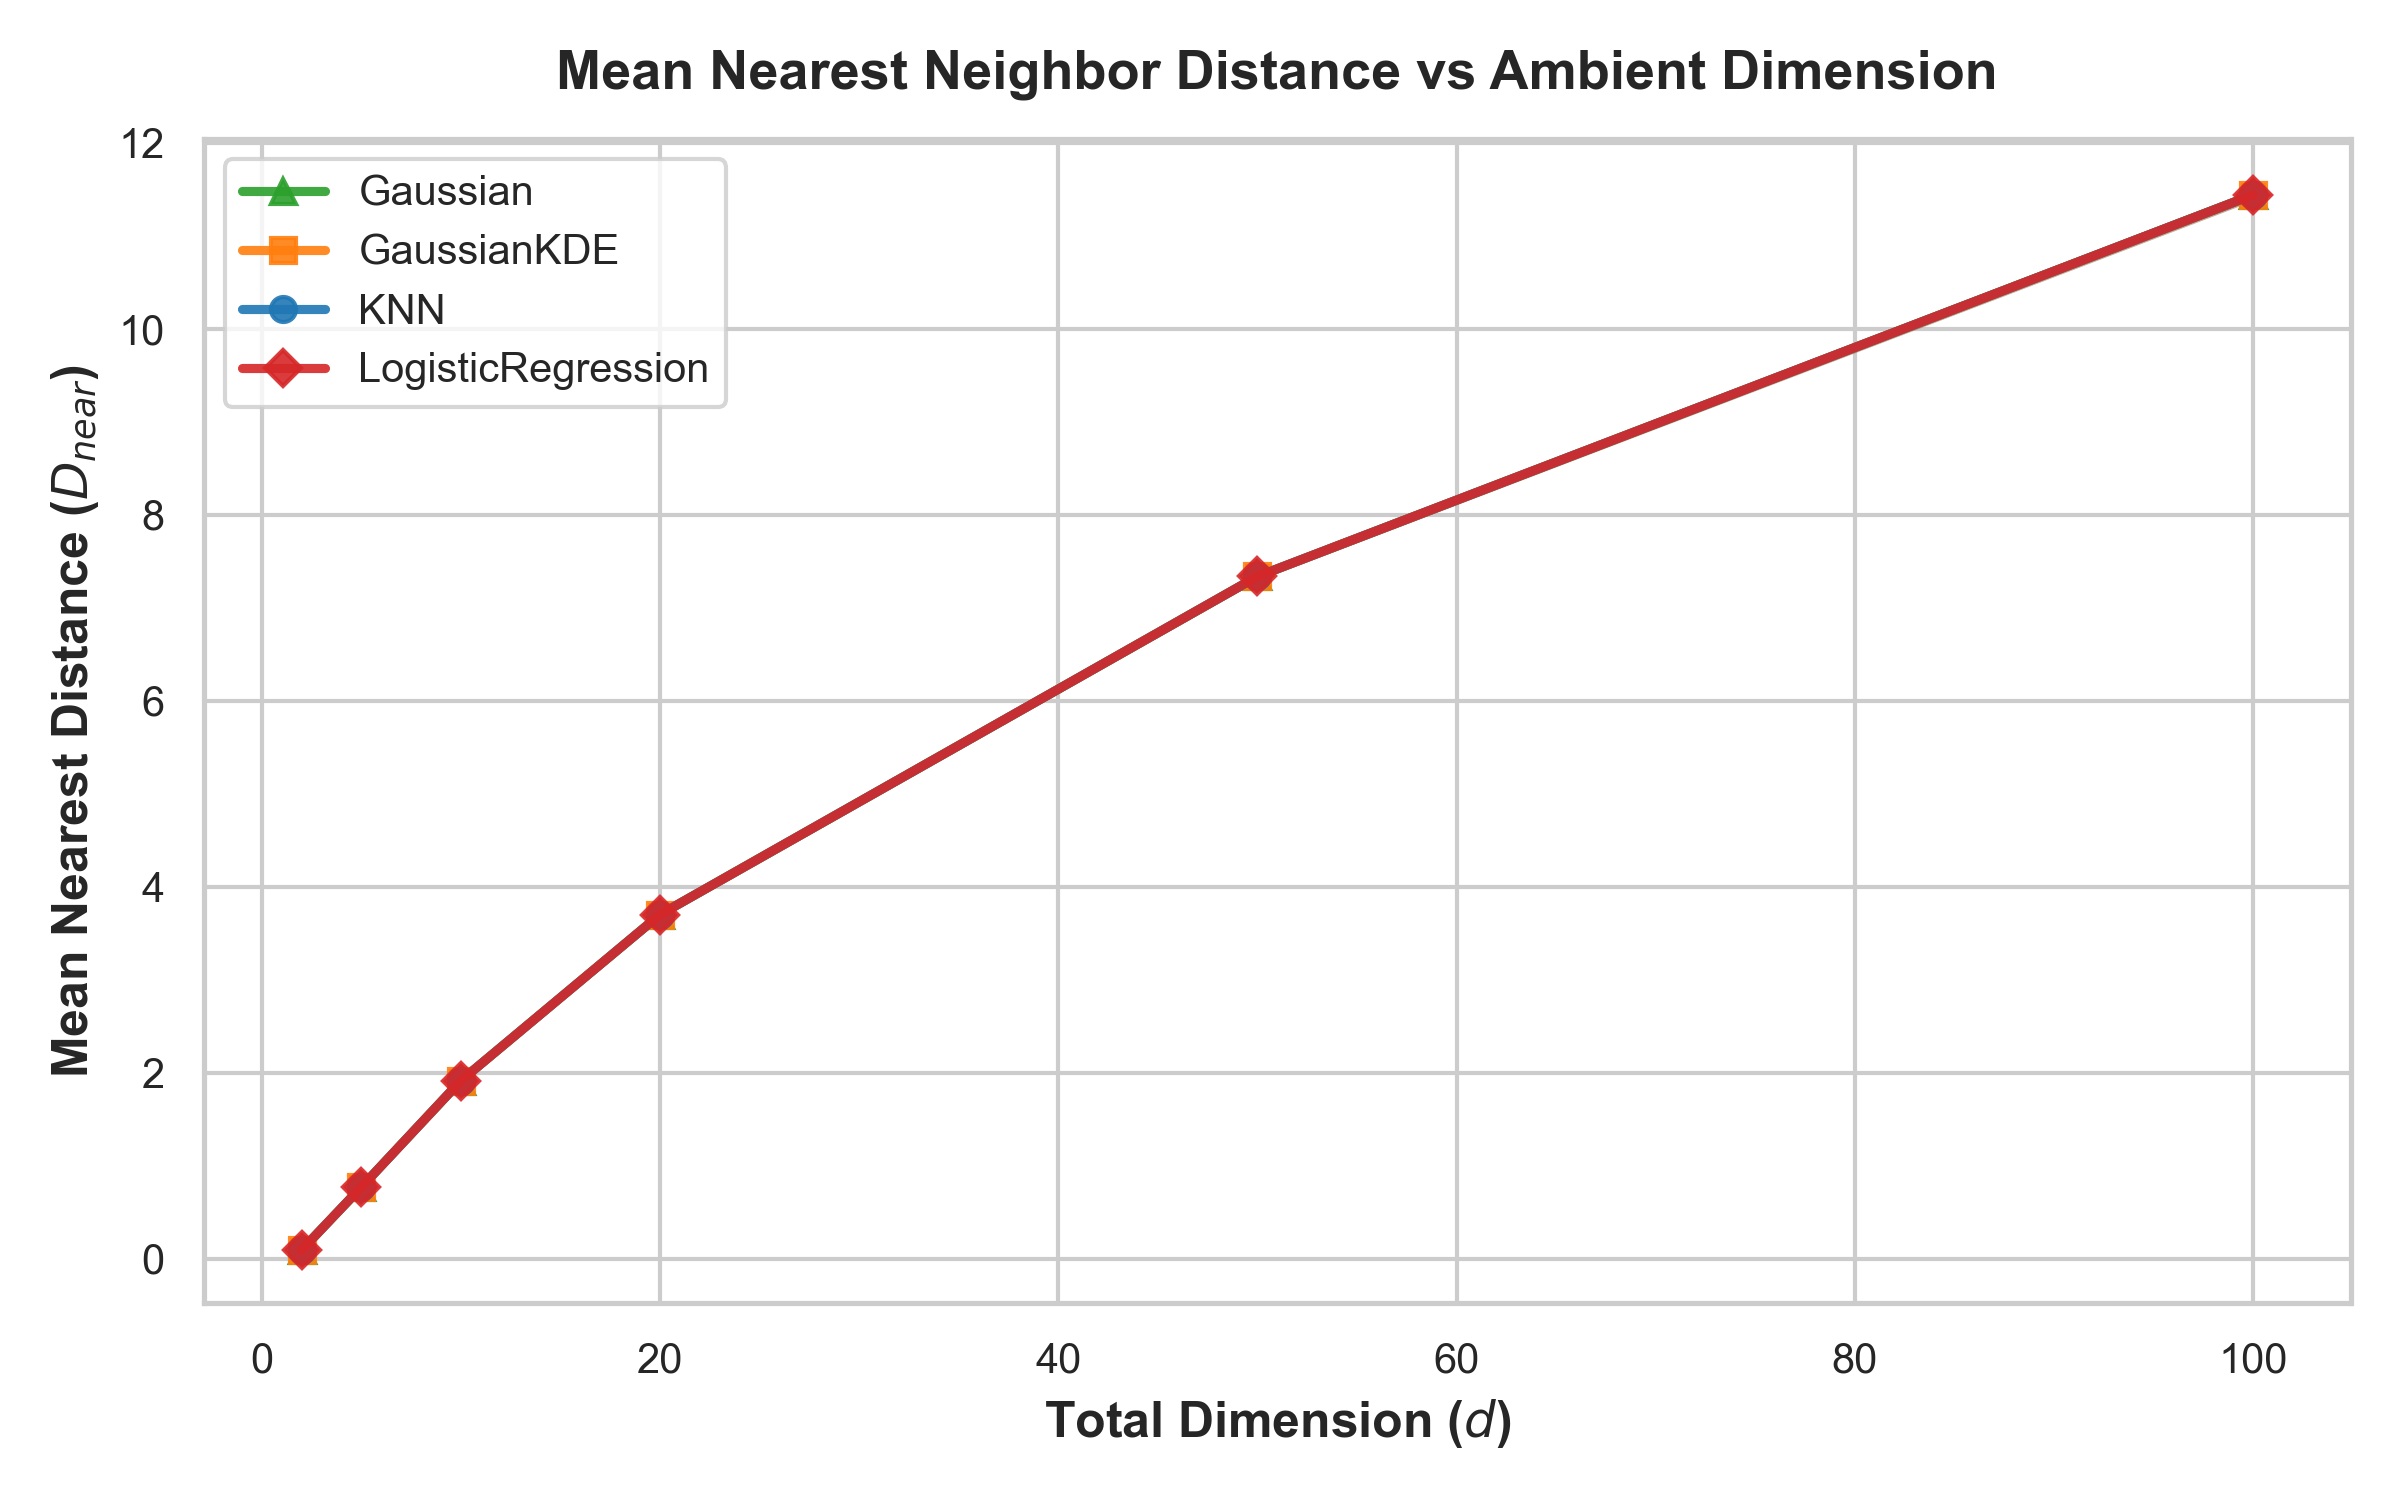 Mean Nearest Neighbor Distance vs Ambient Dimension
12
10
8
6
4
2
0
Mean Nearest Distance (D_near)
Gaussian
GaussianKDE
KNN
LogisticRegression
0 20 40 60 80 100
Total Dimension (d)